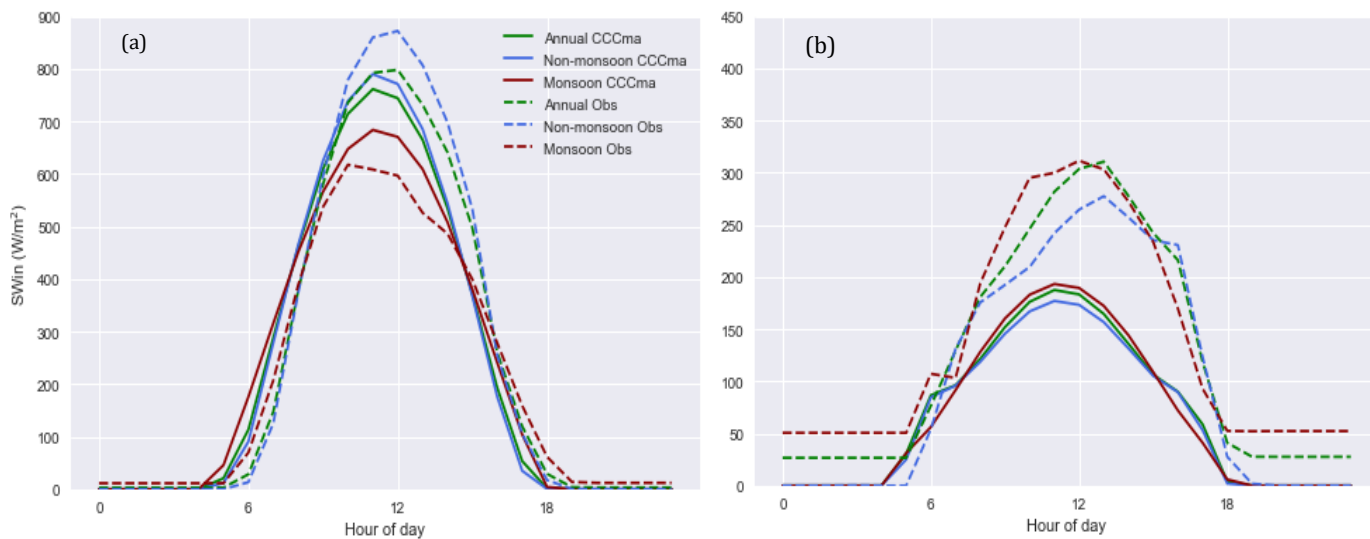 (a)
SWin (W/m²)
900
800
700
600
500
400
300
200
100
0
0
6
12
18
Hour of day
Annual CCCma
Non-monsoon CCCma
Monsoon CCCma
Annual Obs
Non-monsoon Obs
Monsoon Obs
(b)
450
400
350
300
250
200
150
100
50
0
0
6
12
18
Hour of day